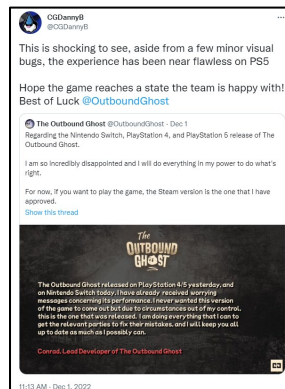 CGDannyB
@CGDannyB
This is shocking to see, aside from a few minor visual
bugs, the experience has been near flawless on PS5
Hope the game reaches a state the team is happy with!
Best of Luck @OutboundGhost
The Outbound Ghost @OutboundGhost · Dec 1
Regarding the Nintendo Switch, PlayStation 4, and PlayStation 5 release of The
Outbound Ghost.
I am so incredibly disappointed and I will do everything in my power to do what's
right.
For now, if you want to play the game, the Steam version is the one that I have
approved.
Show this thread
The
OUTBOUND
GHOST
The Outbound Ghost released on PlayStation 4/5 yesterday, and
on Nintendo Switch today. I have already received worrying
messages concerning its performance. I never wanted this version
of the game to come out but due to circumstances out of my control,
this is the one that was released. I am doing everything that I can to
get the relevant parties to fix their mistakes, and I will keep you all
up to date as much as I possibly can.
Conrad, Lead Developer of The Outbound Ghost
11:13 AM · Dec 1, 2022